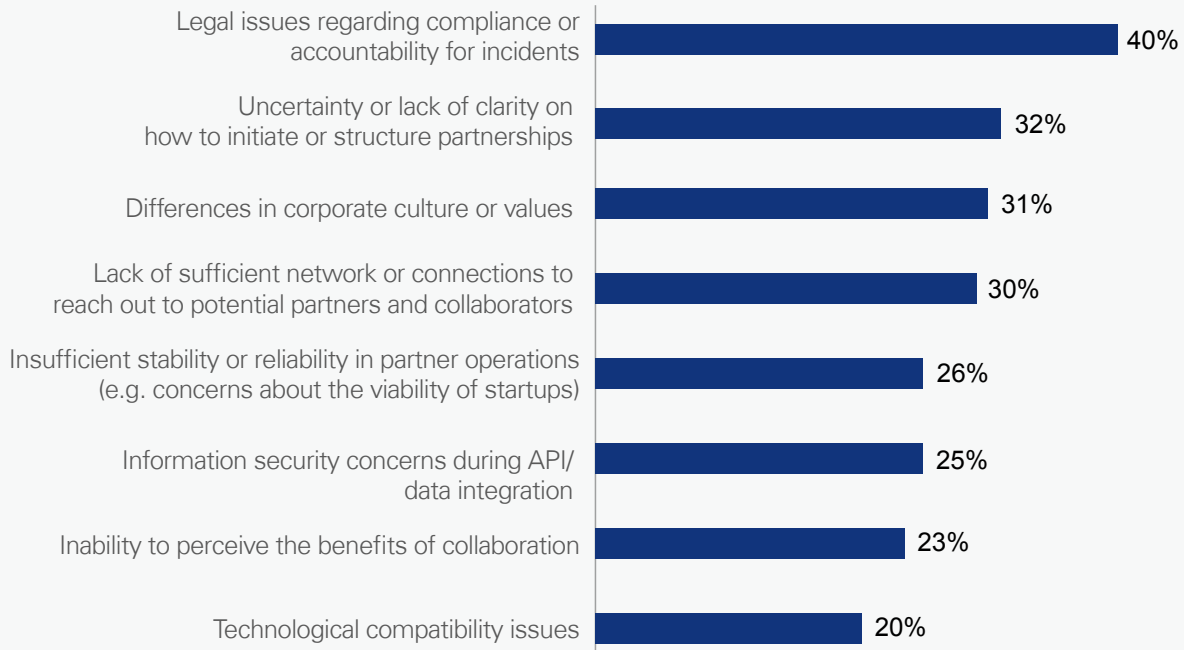 Legal issues regarding compliance or
accountability for incidents
40%
Uncertainty or lack of clarity on
how to initiate or structure partnerships
32%
Differences in corporate culture or values
31%
Lack of sufficient network or connections to
reach out to potential partners and collaborators
30%
Insufficient stability or reliability in partner operations
(e.g. concerns about the viability of startups)
26%
Information security concerns during API/
data integration
25%
Inability to perceive the benefits of collaboration
23%
Technological compatibility issues
20%